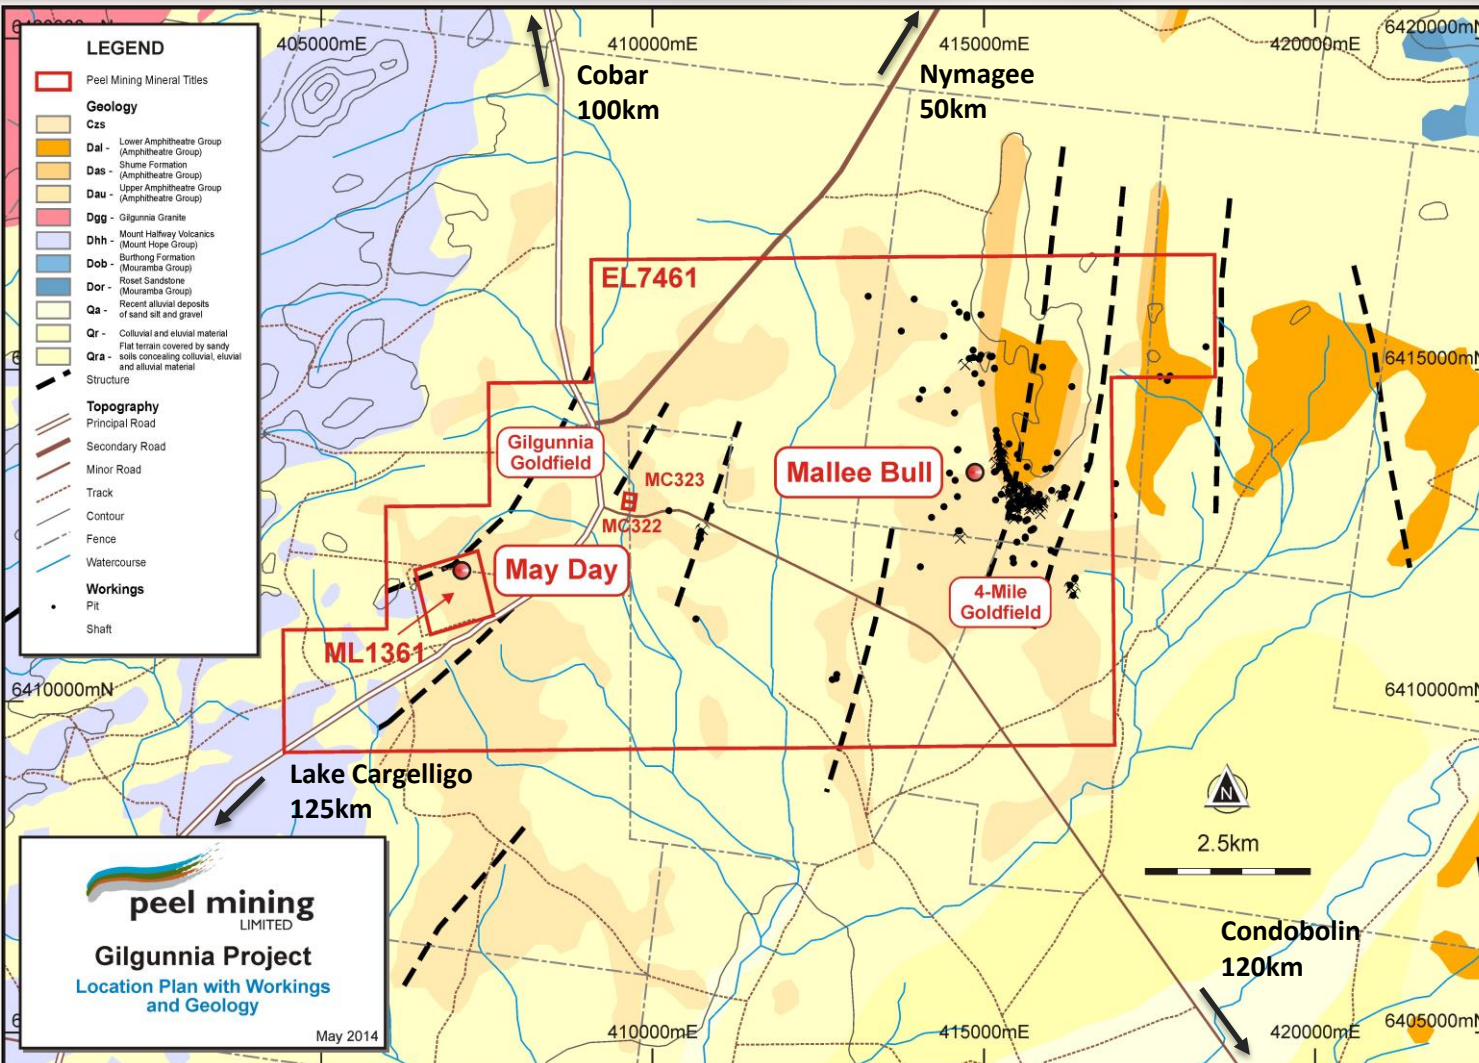 LEGEND
Peel Mining Mineral Titles
Geology
Czs
Dal - Lower Amphitheatre Group
(Amphitheatre Group)
Das - Shume Formation
(Amphitheatre Group)
Dau - Upper Amphitheatre Group
(Amphitheatre Group)
Dgg - Gilgunnia Granite
Dhh - Mount Halfway Volcanics
(Mount Hope Group)
Dob - Burthong Formation
(Mouramba Group)
Dor - Roset Sandstone
(Mouramba Group)
Qa - Recent alluvial deposits
of sand silt and gravel
Qr - Colluvial and eluvial material
Qra - Flat terrain covered by sandy
soils concealing colluvial, eluvial
and alluvial material
Structure
Topography
Principal Road
Secondary Road
Minor Road
Track
Contour
Fence
Watercourse
Workings
Pit
Shaft
405000mE
410000mE
415000mE
420000mE
6420000mN
Cobar
100km
Nymagee
50km
EL7461
6415000mN
Gilgunnia
Goldfield
MC323
MC322
Mallee Bull
May Day
4-Mile
Goldfield
ML1361
6410000mN
6410000mN
Lake Cargelligo
125km
N
2.5km
Condobolin
120km
peel mining
LIMITED
Gilgunnia Project
Location Plan with Workings
and Geology
May 2014
410000mE
415000mE
420000mE
6405000mN